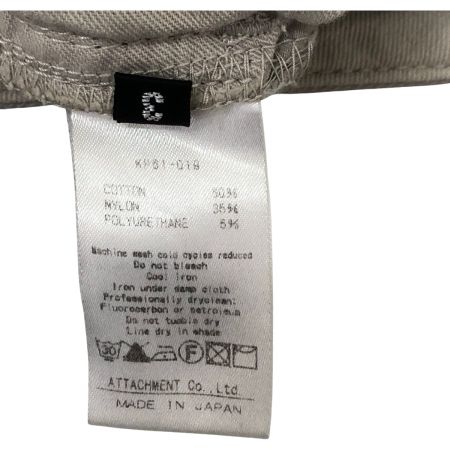 3
KP61-018
COTTON 60%
NYLON 35%
POLYURETHANE 5%
Machine wash cold cycles reduced
Do not bleach
Cool iron
Iron under damp cloth
Professionally dryclean:
Fluorocarbon or petroleum
Do not tumble dry
Line dry in shade
30 F
ATTACHMENT Co.,Ltd
MADE IN JAPAN